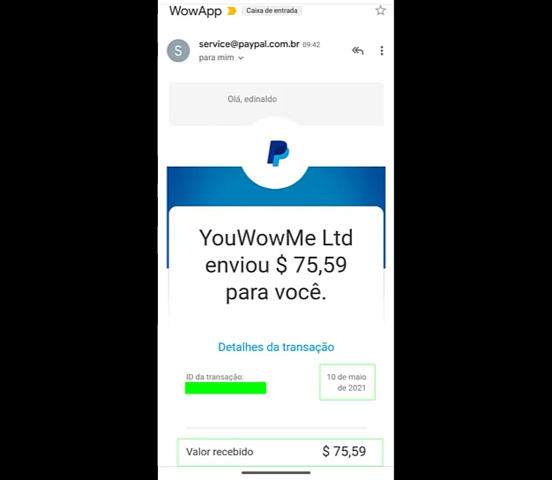 WowApp Caixa de entrada
S service@paypal.com.br 09:42
para mim
Olá, edinaldo
YouWowMe Ltd
enviou $ 75,59
para você.
Detalhes da transação
ID da transação:
10 de maio
de 2021
Valor recebido $ 75,59